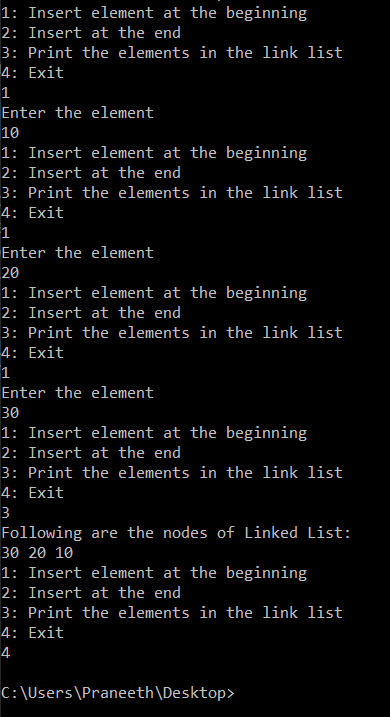 1: Insert element at the beginning
2: Insert at the end
3: Print the elements in the link list
4: Exit
1
Enter the element
10
1: Insert element at the beginning
2: Insert at the end
3: Print the elements in the link list
4: Exit
1
Enter the element
20
1: Insert element at the beginning
2: Insert at the end
3: Print the elements in the link list
4: Exit
1
Enter the element
30
1: Insert element at the beginning
2: Insert at the end
3: Print the elements in the link list
4: Exit
3
Following are the nodes of Linked List:
30 20 10
1: Insert element at the beginning
2: Insert at the end
3: Print the elements in the link list
4: Exit
4
C:\Users\Praneeth\Desktop>